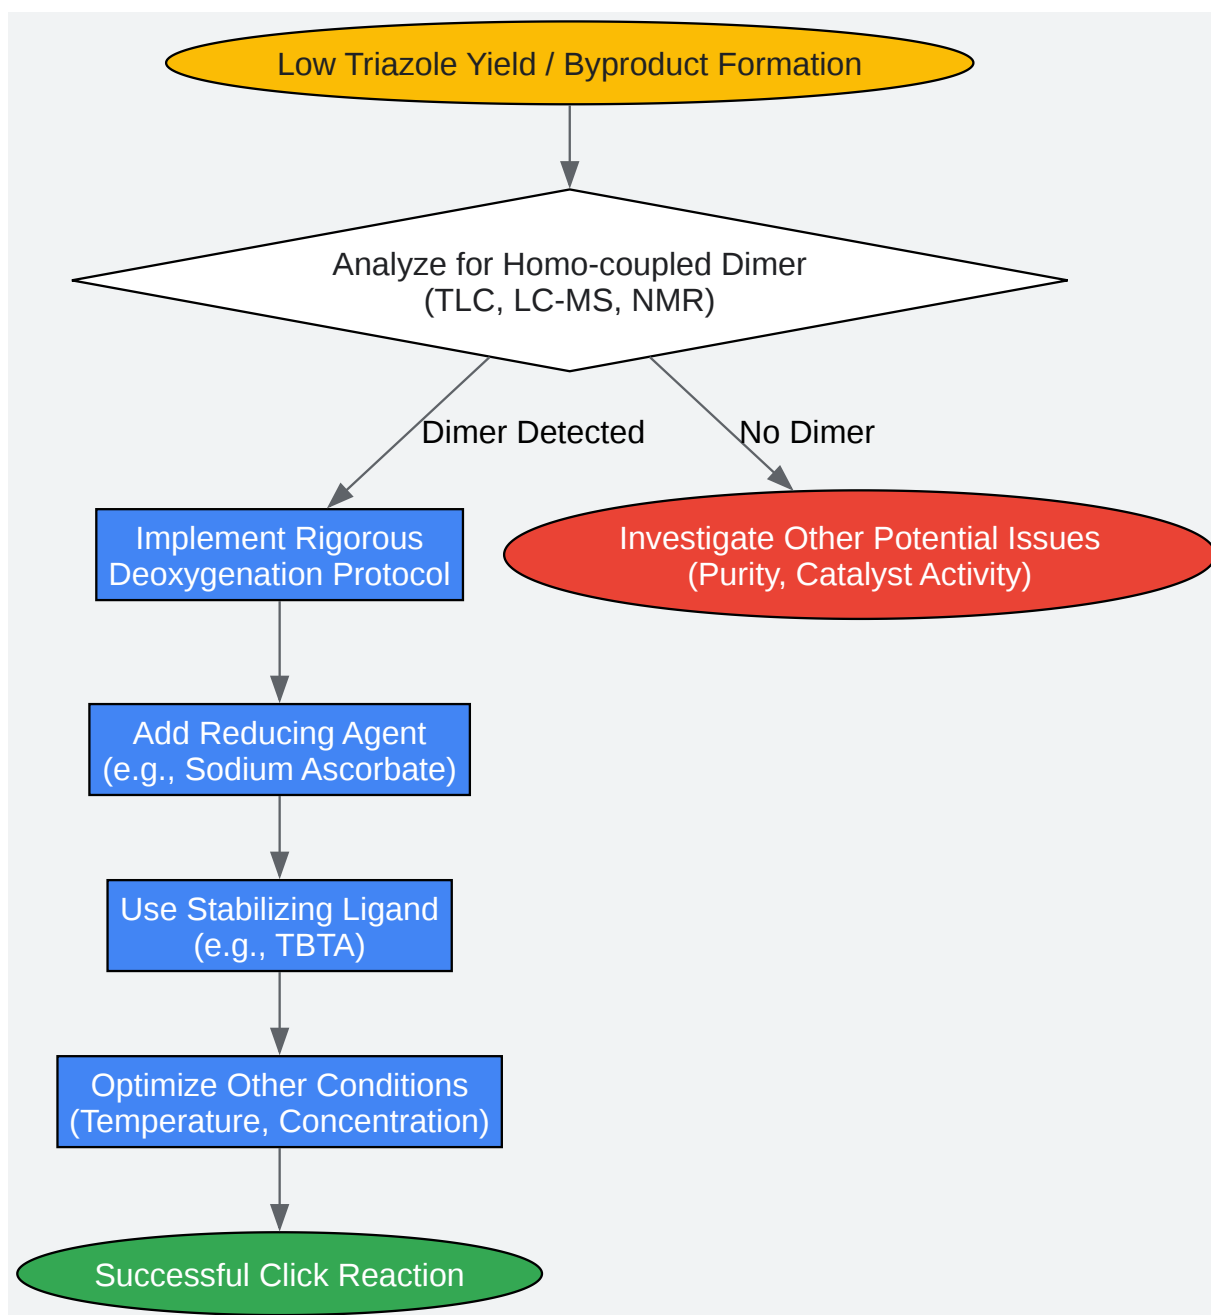 Low Triazole Yield / Byproduct Formation
Analyze for Homo-coupled Dimer
(TLC, LC-MS, NMR)
Dimer Detected
No Dimer
Implement Rigorous
Deoxygenation Protocol
Investigate Other Potential Issues
(Purity, Catalyst Activity)
Add Reducing Agent
(e.g., Sodium Ascorbate)
Use Stabilizing Ligand
(e.g., TBTA)
Optimize Other Conditions
(Temperature, Concentration)
Successful Click Reaction